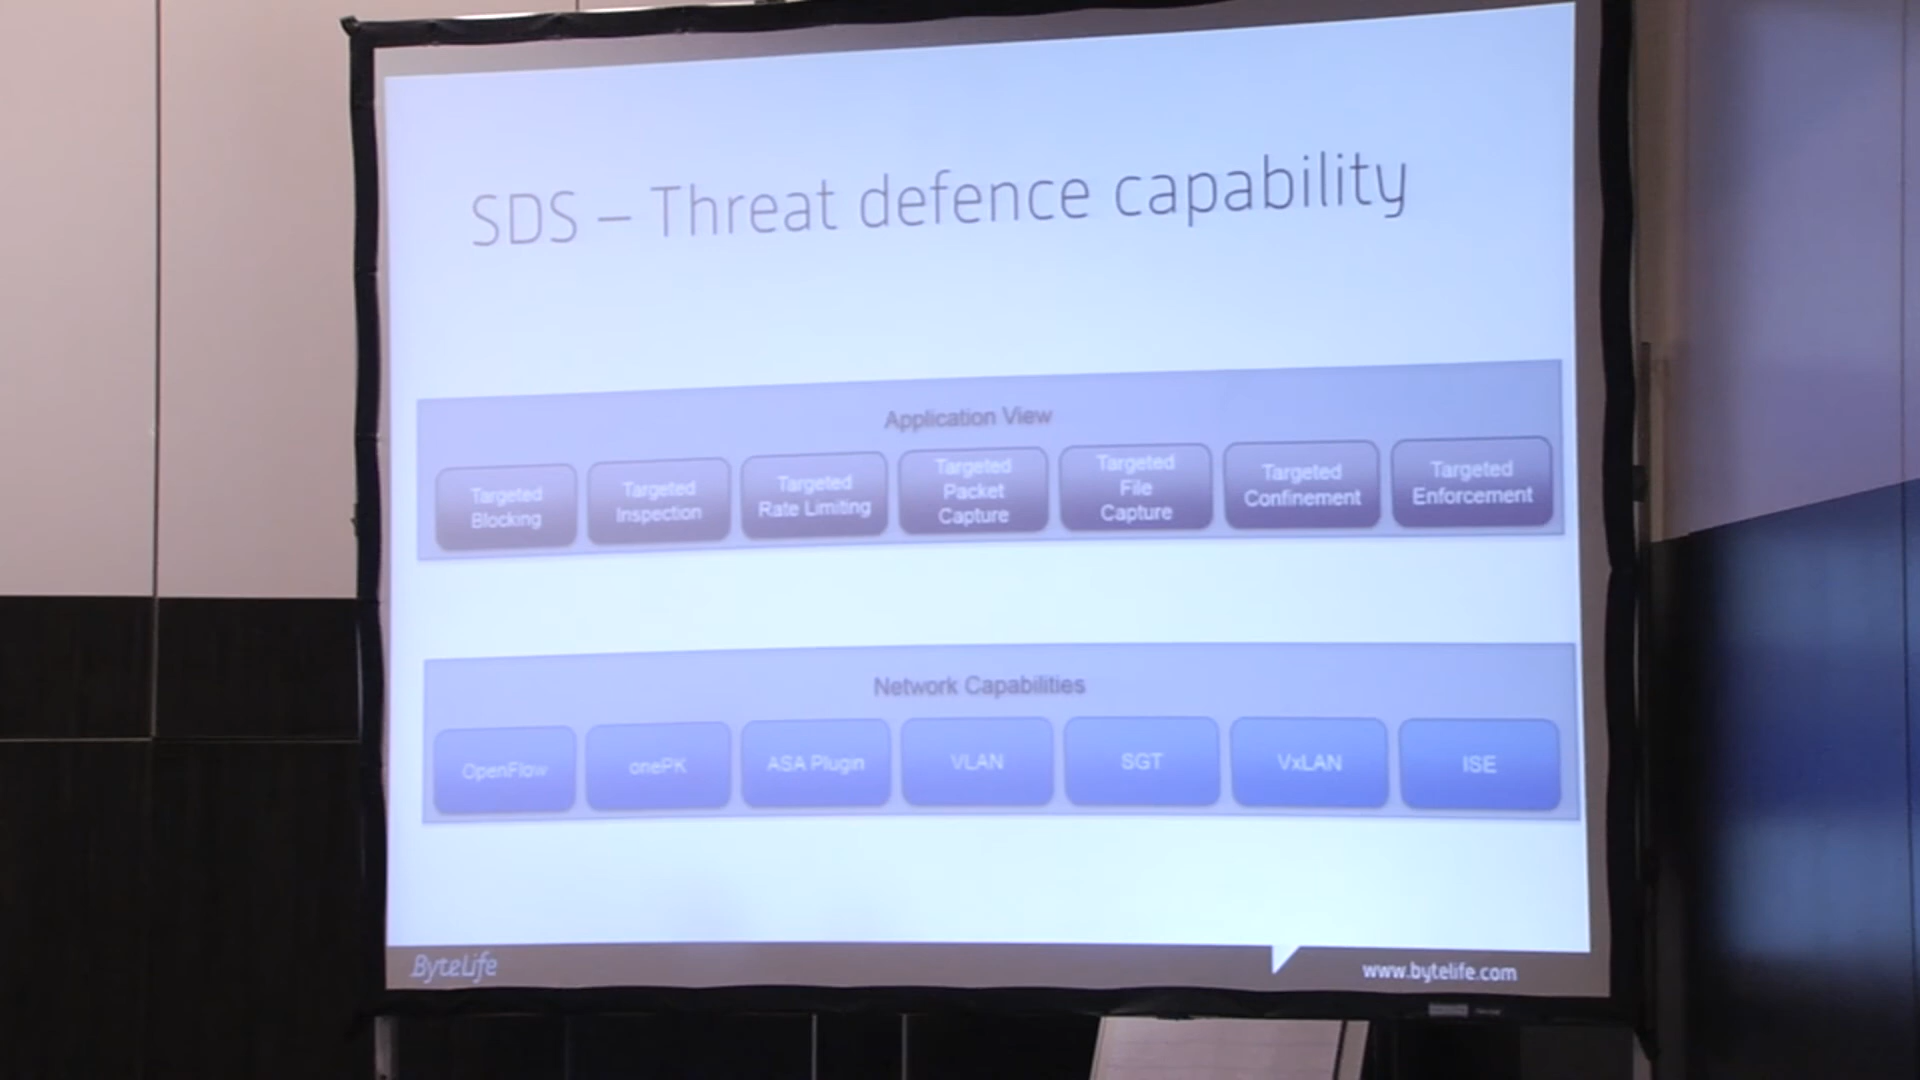 SDS – Threat defence capability
Application View
Targeted
Blocking
Targeted
Inspection
Targeted
Rate Limiting
Targeted
Packet
Capture
Targeted
File
Capture
Targeted
Confinement
Targeted
Enforcement
Network Capabilities
OpenFlow
onePK
ASA Plugin
VLAN
SGT
VxLAN
ISE
ByteLife
www.bytelife.com